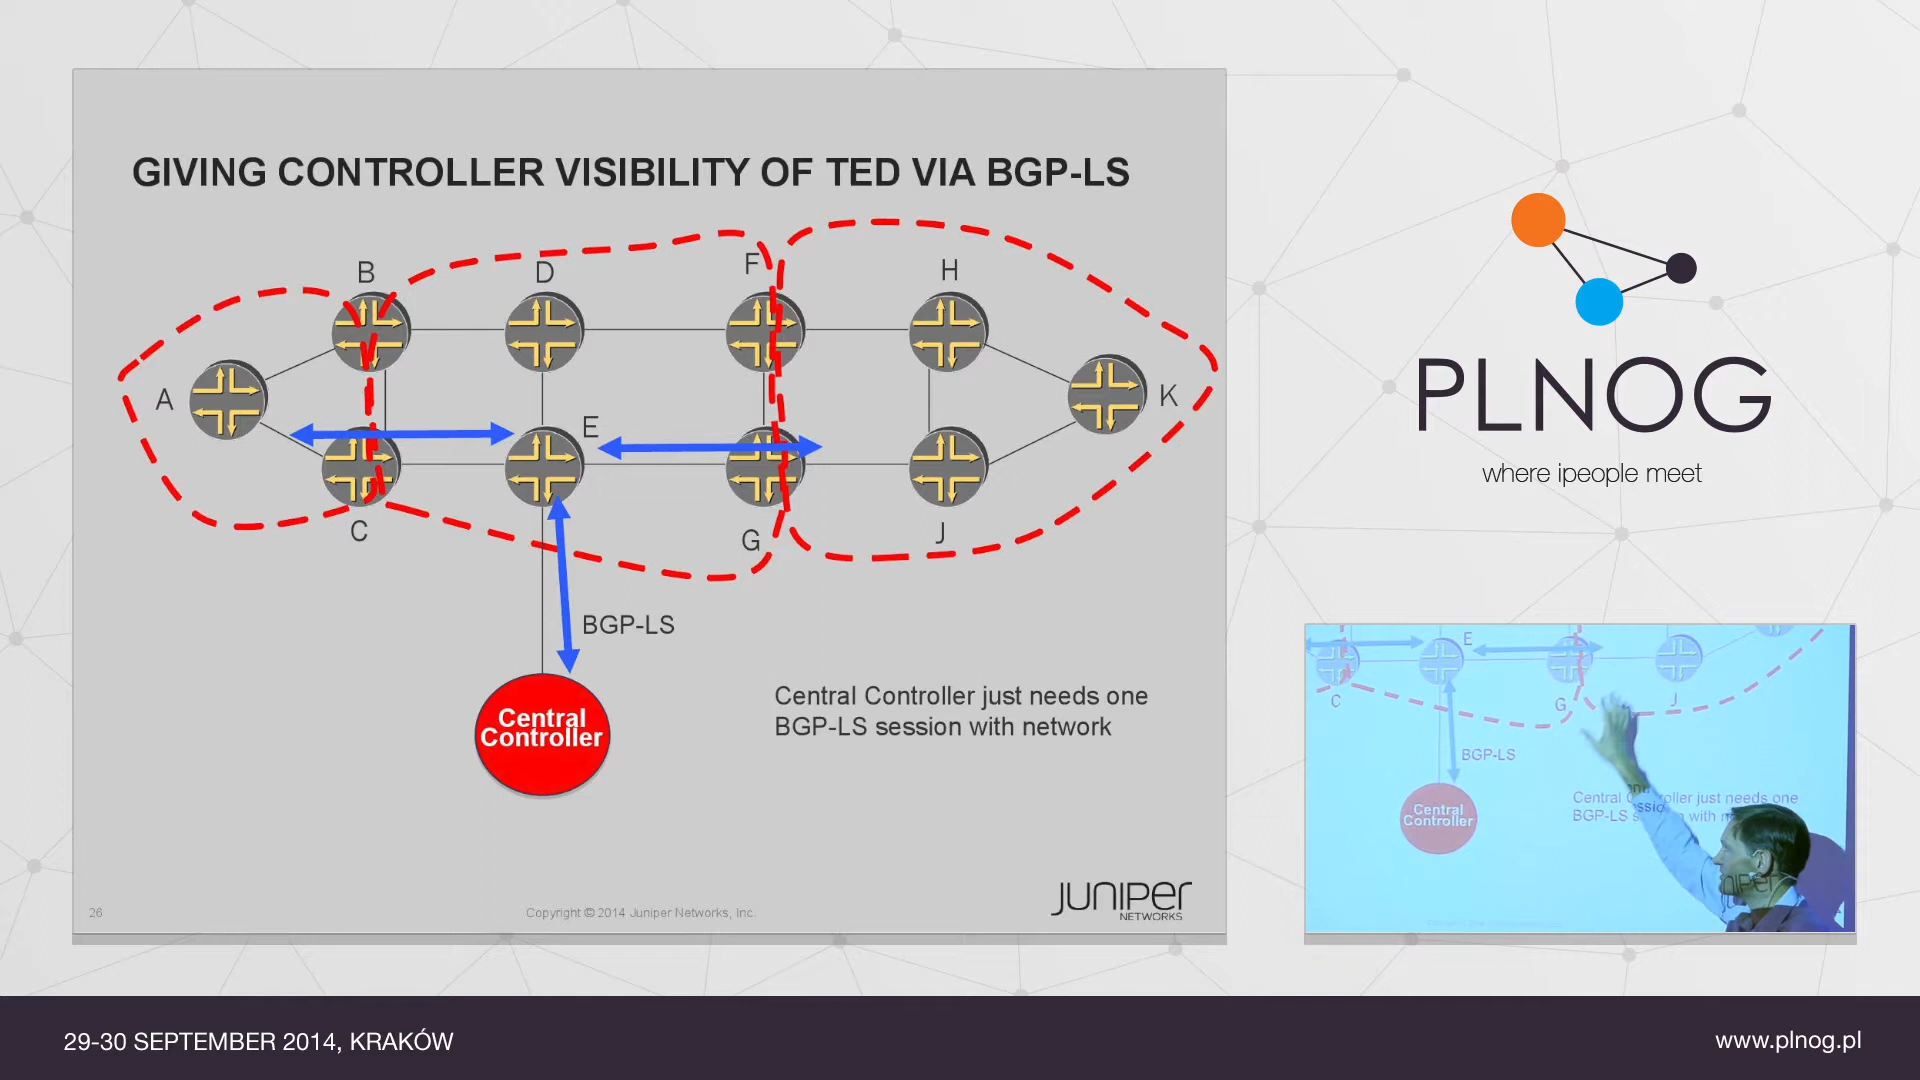 GIVING CONTROLLER VISIBILITY OF TED VIA BGP-LS
B
D
F
H
A
K
E
C
G
J
BGP-LS
Central
Controller
Central Controller just needs one
BGP-LS session with network
26
Copyright © 2014 Juniper Networks, Inc.
JUNIPER
NETWORKS
PLNOG
where ipeople meet
E
C
G
J
BGP-LS
Central
Controller
Central just needs one
BGP-LS with
29-30 SEPTEMBER 2014, KRAKÓW
www.plnog.pl